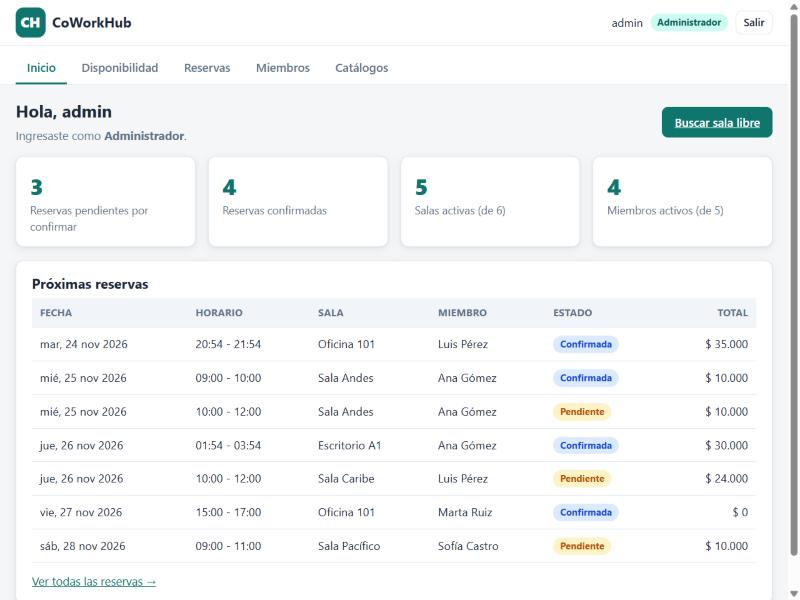 CH CoWorkHub admin Administrador Salir
Inicio Disponibilidad Reservas Miembros Catálogos
Hola, admin
Ingresaste como Administrador.
Buscar sala libre
3
Reservas pendientes por
confirmar
4
Reservas confirmadas
5
Salas activas (de 6)
4
Miembros activos (de 5)
Próximas reservas
FECHA HORARIO SALA MIEMBRO ESTADO TOTAL
mar, 24 nov 2026 20:54 - 21:54 Oficina 101 Luis Pérez Confirmada $ 35.000
mié, 25 nov 2026 09:00 - 10:00 Sala Andes Ana Gómez Confirmada $ 10.000
mié, 25 nov 2026 10:00 - 12:00 Sala Andes Ana Gómez Pendiente $ 10.000
jue, 26 nov 2026 01:54 - 03:54 Escritorio A1 Ana Gómez Confirmada $ 30.000
jue, 26 nov 2026 10:00 - 12:00 Sala Caribe Luis Pérez Pendiente $ 24.000
vie, 27 nov 2026 15:00 - 17:00 Oficina 101 Marta Ruiz Confirmada $ 0
sáb, 28 nov 2026 09:00 - 11:00 Sala Pacífico Sofía Castro Pendiente $ 10.000
Ver todas las reservas →